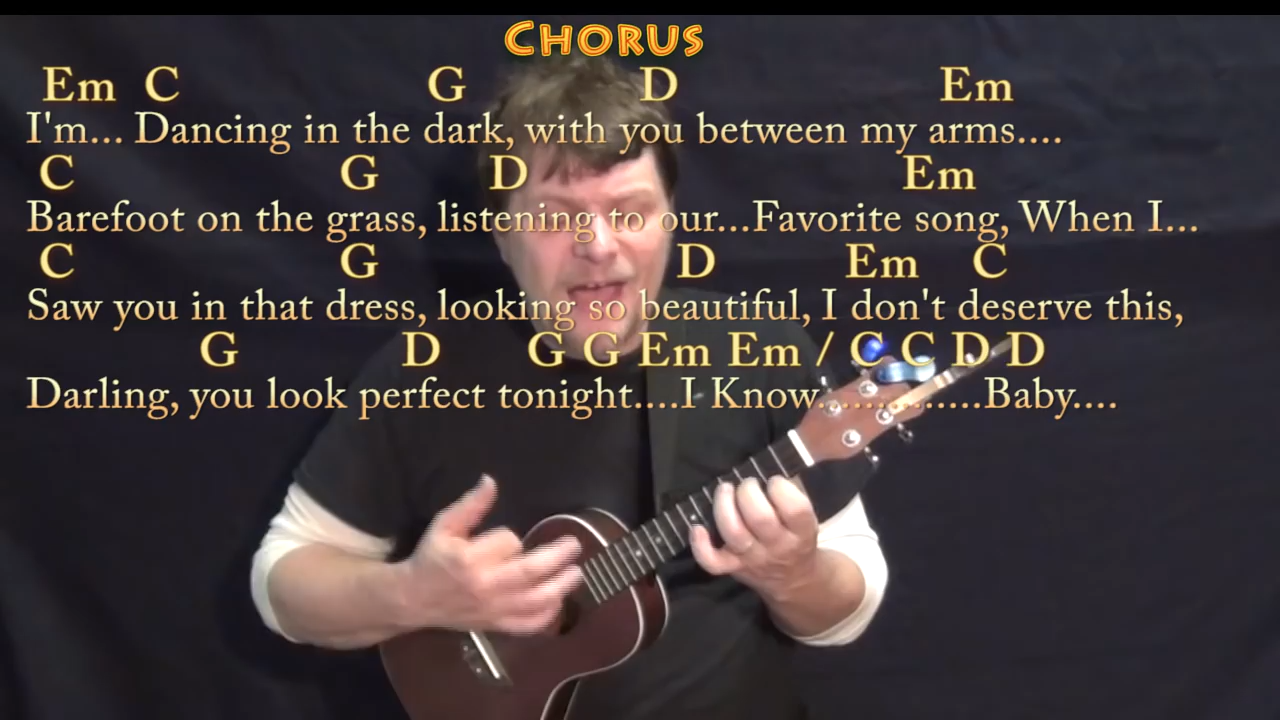 CHORUS
Em C G D Em
I'm... Dancing in the dark, with you between my arms....
C G D Em
Barefoot on the grass, listening to our...Favorite song, When I...
C G D Em C
Saw you in that dress, looking so beautiful, I don't deserve this,
G D G G Em Em / C C D D
Darling, you look perfect tonight....I Know.............Baby....